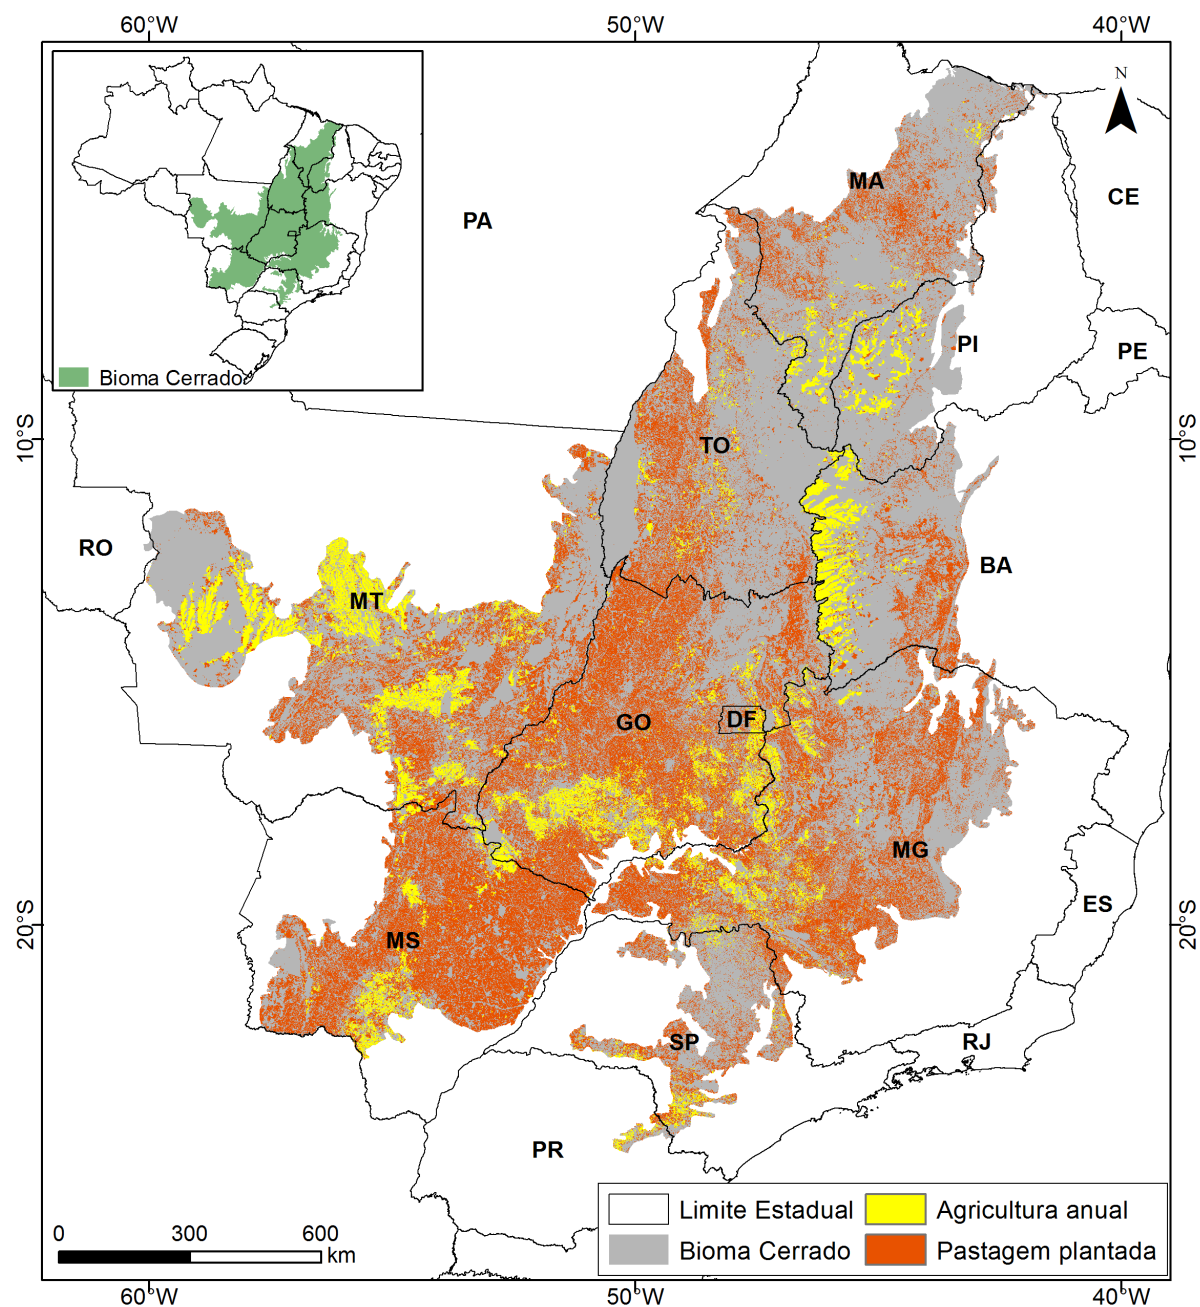 60°W 50°W 40°W
N
MA
CE
PA
PI
PE
Bioma Cerrado
10°S 10°S
TO
RO
BA
MT
GO
DF
MG
ES
20°S 20°S
MS
SP
RJ
PR
Limite Estadual
Agricultura anual
Bioma Cerrado
Pastagem plantada
0 300 600
km
60°W 50°W 40°W